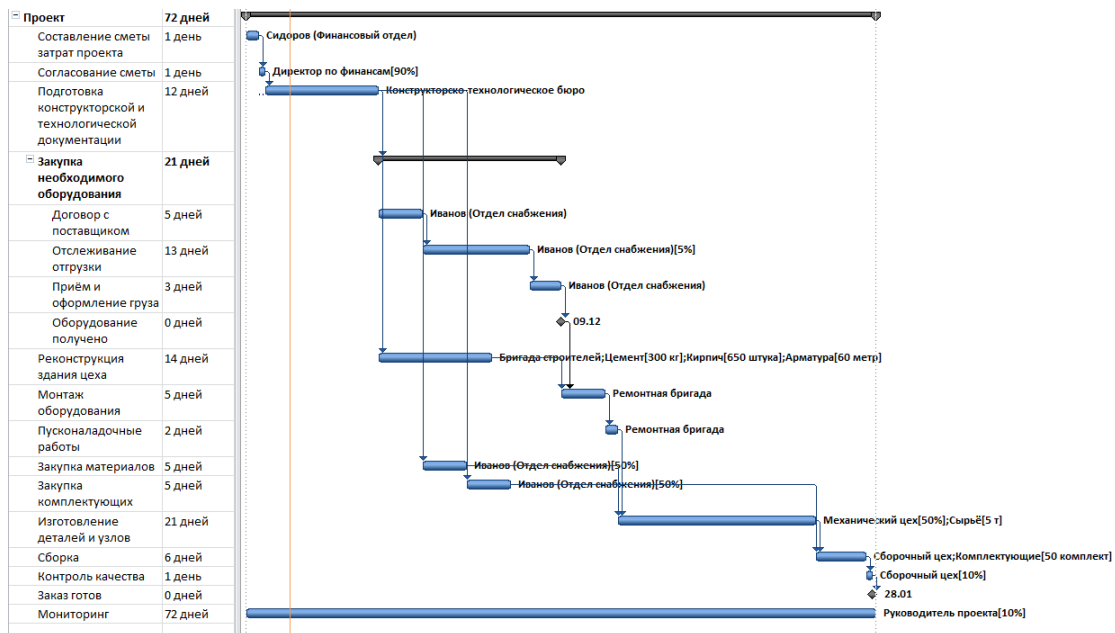 Проект 72 дней
Составление сметы 1 день Сидоров (Финансовый отдел)
затрат проекта
Согласование сметы 1 день Директор по финансам[90%]
Подготовка 12 дней Конструкторско-технологическое бюро
конструкторской и
технологической
документации
Закупка 21 дней
необходимого
оборудования
Договор с 5 дней Иванов (Отдел снабжения)
поставщиком
Отслеживание 13 дней Иванов (Отдел снабжения)[5%]
отгрузки
Приём и 3 дней Иванов (Отдел снабжения)
оформление груза
Оборудование 0 дней 09.12
получено
Реконструкция 14 дней Бригада строителей;Цемент[300 кг];Кирпич[650 штука];Арматура[60 метр]
здания цеха
Монтаж 5 дней Ремонтная бригада
оборудования
Пусконаладочные 2 дней Ремонтная бригада
работы
Закупка материалов 5 дней Иванов (Отдел снабжения)[50%]
Закупка 5 дней Иванов (Отдел снабжения)[50%]
комплектующих
Изготовление 21 дней Механический цех[50%];Сырьё[5 т]
деталей и узлов
Сборка 6 дней Сборочный цех;Комплектующие[50 комплект]
Контроль качества 1 день Сборочный цех[10%]
Заказ готов 0 дней 28.01
Мониторинг 72 дней Руководитель проекта[10%]